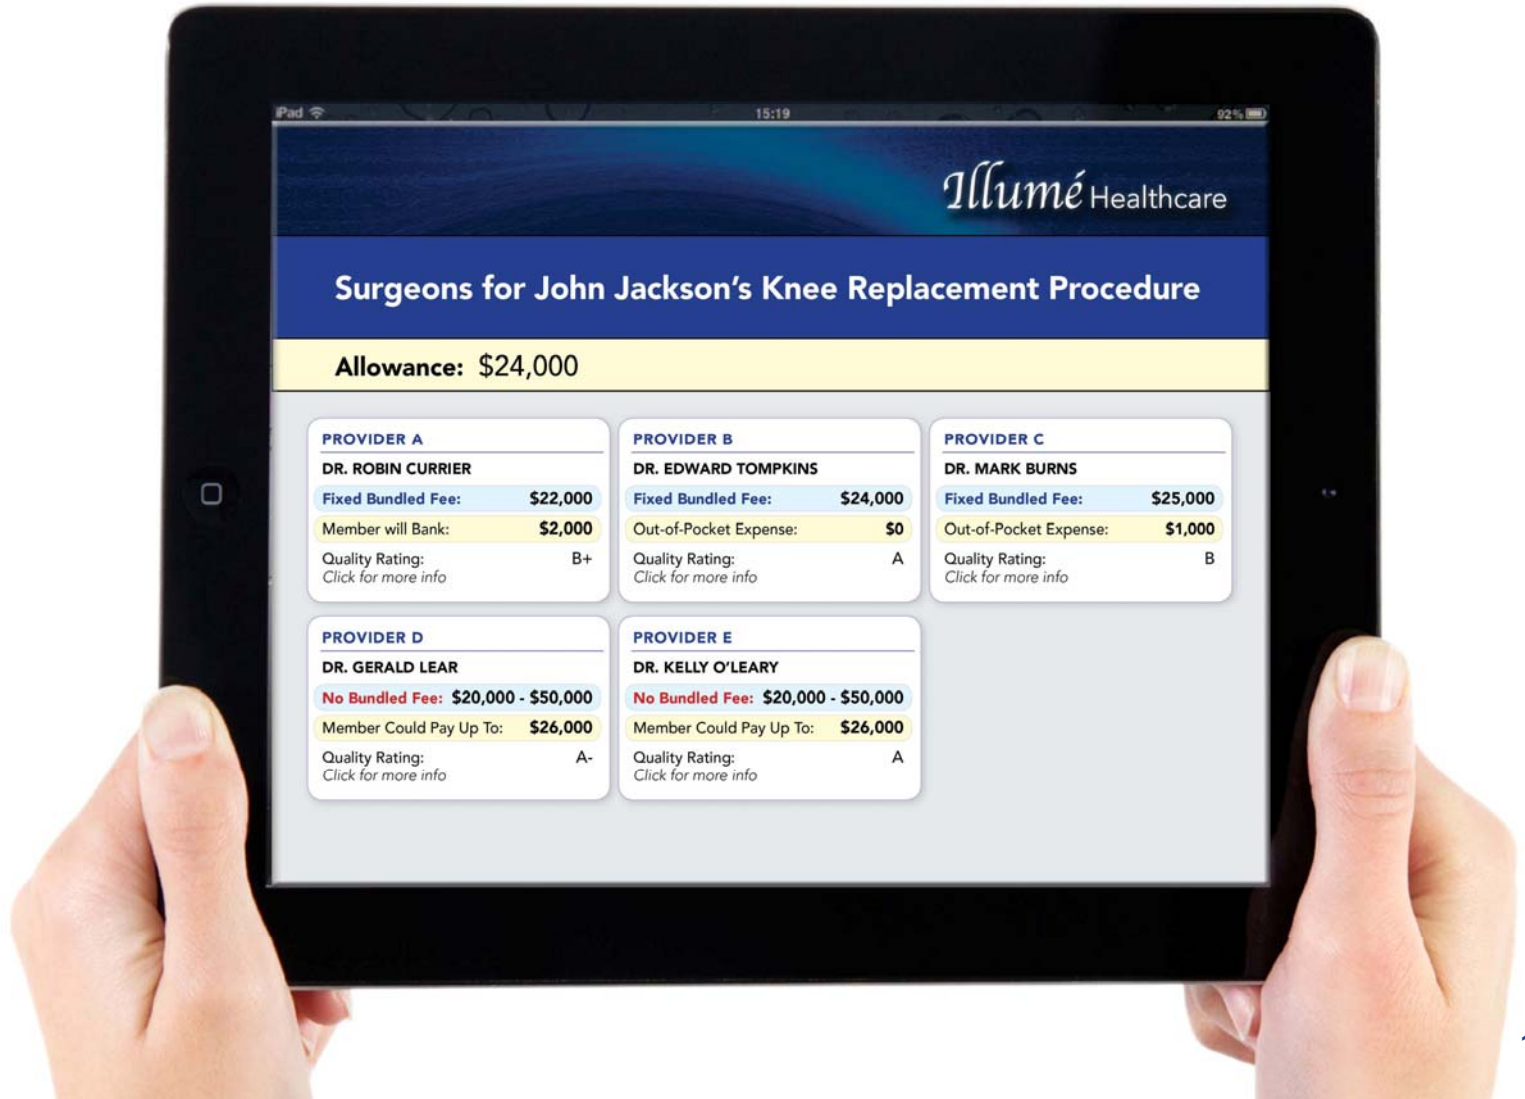 iPad 15:19 92%
Illumé Healthcare
Surgeons for John Jackson's Knee Replacement Procedure
Allowance: $24,000
PROVIDER A
DR. ROBIN CURRIER
Fixed Bundled Fee: $22,000
Member will Bank: $2,000
Quality Rating: B+
Click for more info
PROVIDER B
DR. EDWARD TOMPKINS
Fixed Bundled Fee: $24,000
Out-of-Pocket Expense: $0
Quality Rating: A
Click for more info
PROVIDER C
DR. MARK BURNS
Fixed Bundled Fee: $25,000
Out-of-Pocket Expense: $1,000
Quality Rating: B
Click for more info
PROVIDER D
DR. GERALD LEAR
No Bundled Fee: $20,000 - $50,000
Member Could Pay Up To: $26,000
Quality Rating: A-
Click for more info
PROVIDER E
DR. KELLY O'LEARY
No Bundled Fee: $20,000 - $50,000
Member Could Pay Up To: $26,000
Quality Rating: A
Click for more info